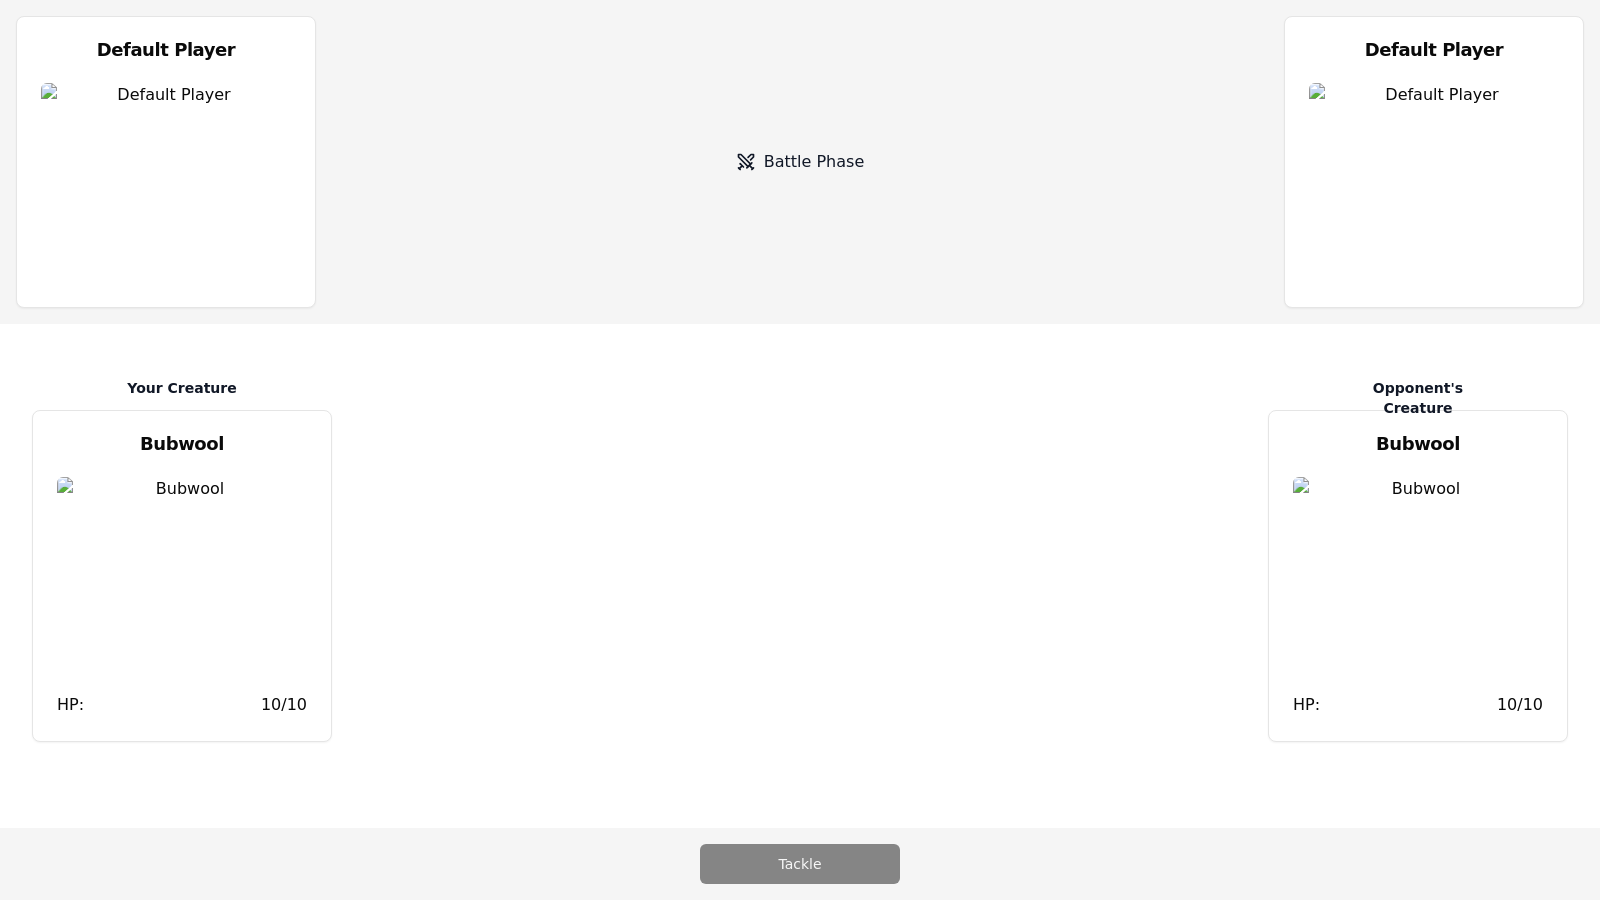 Default Player
Default Player
Battle Phase
Default Player
Default Player
Your Creature
Bubwool
Bubwool
HP: 10/10
Opponent's
Creature
Bubwool
Bubwool
HP: 10/10
Tackle